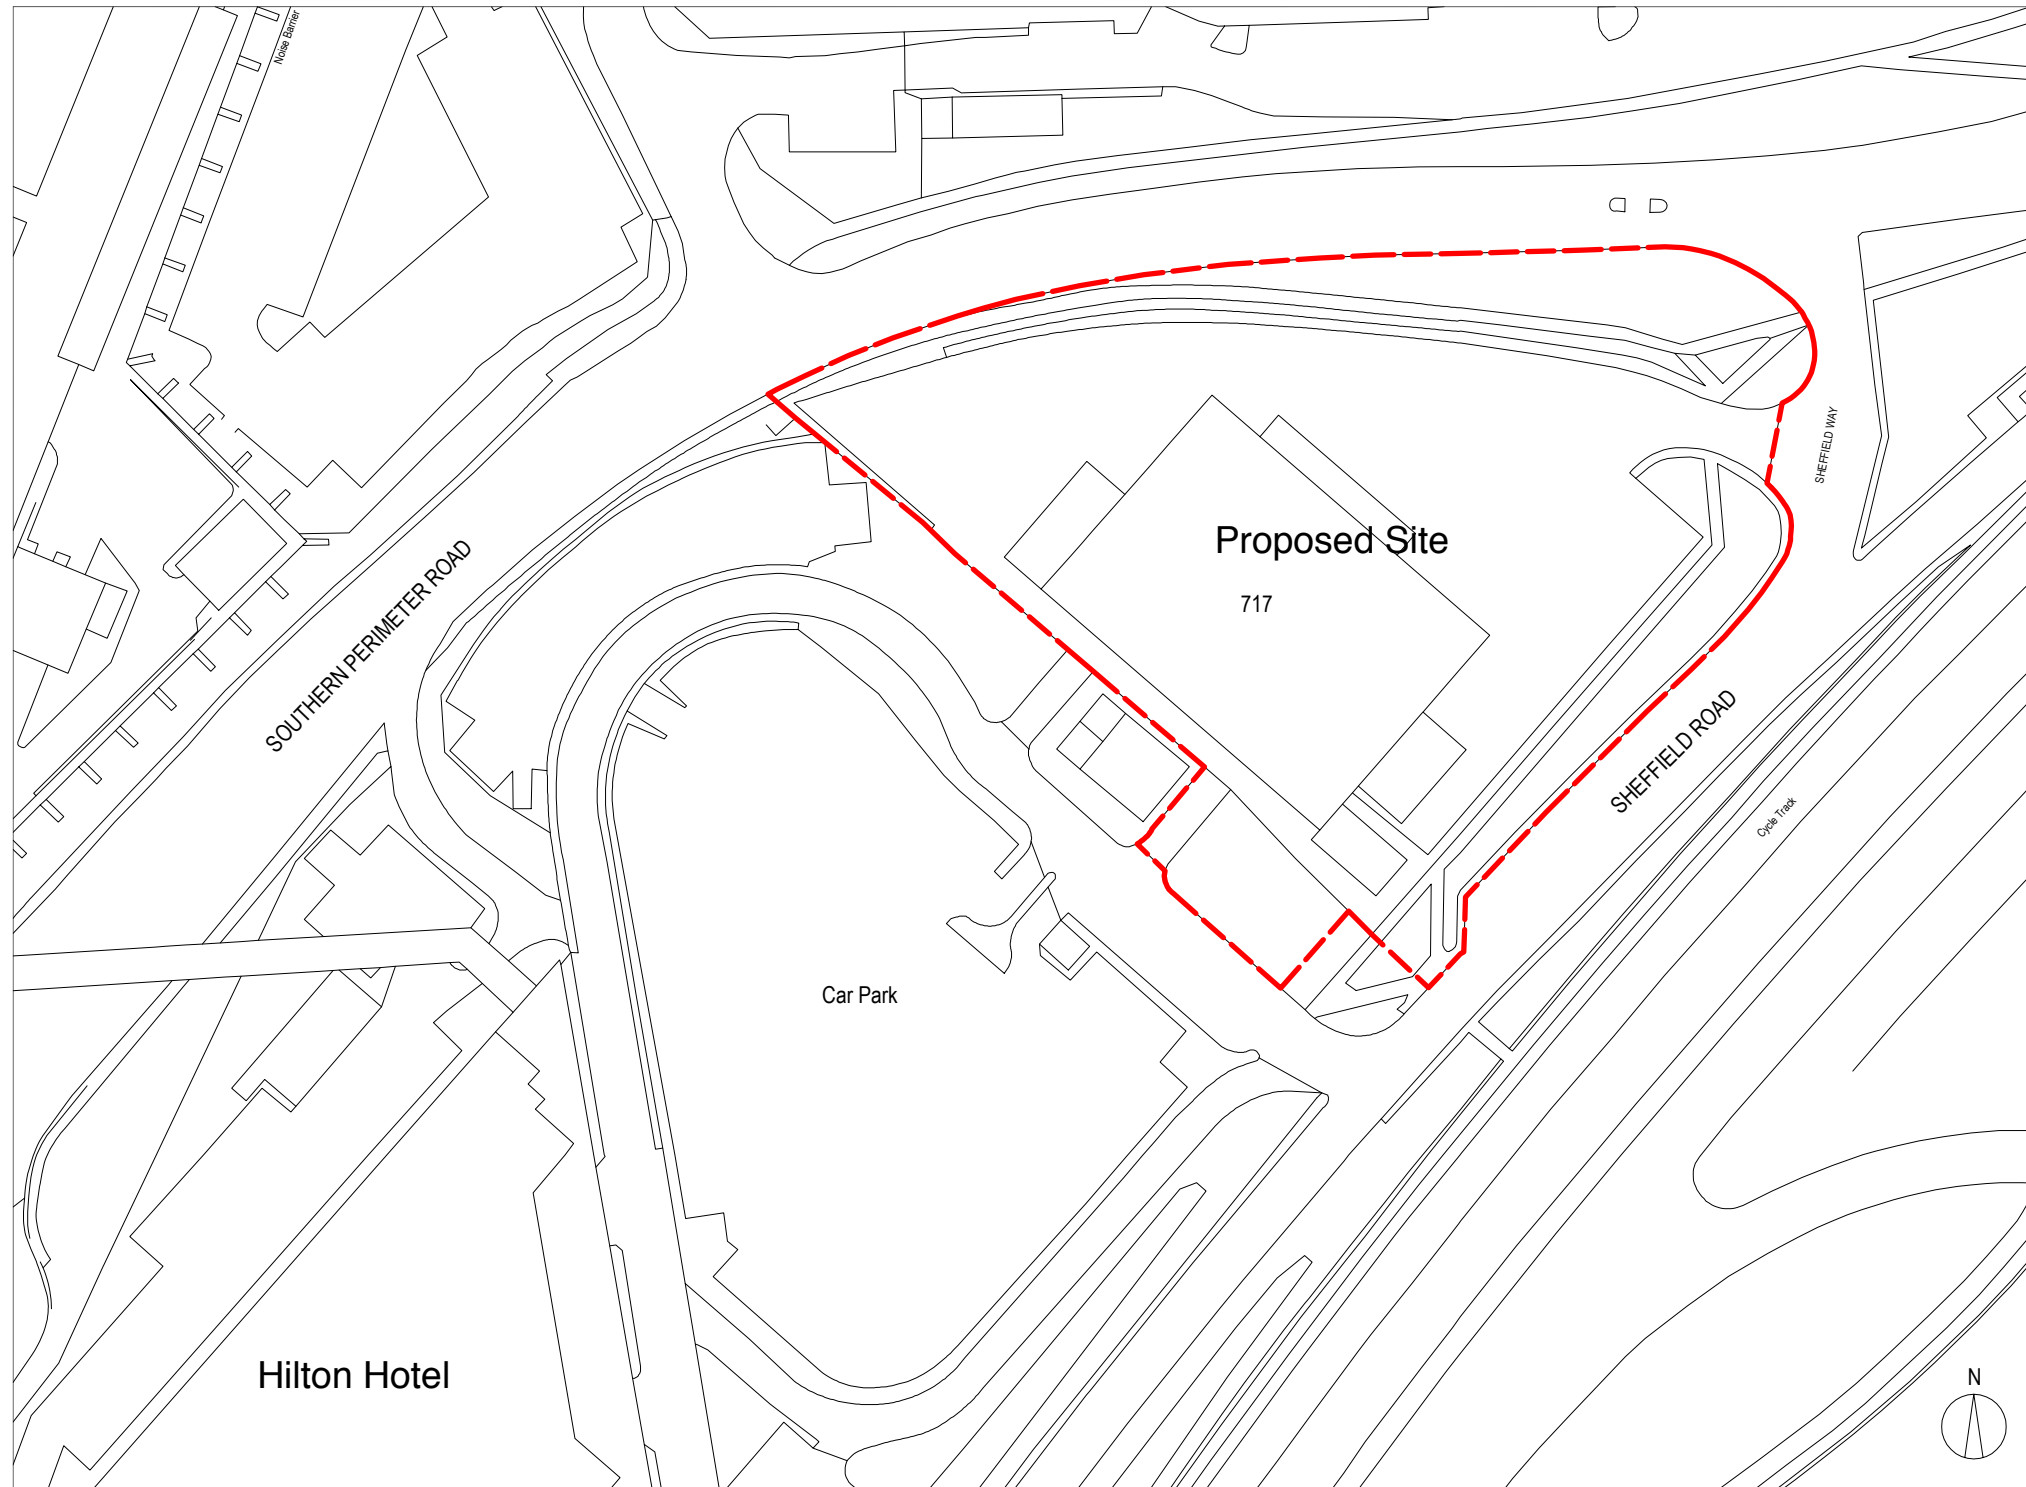 Noise Barrier
SHEFFIELD WAY
Proposed Site
717
SOUTHERN PERIMETER ROAD
SHEFFIELD ROAD
Cycle Track
Car Park
Hilton Hotel
N